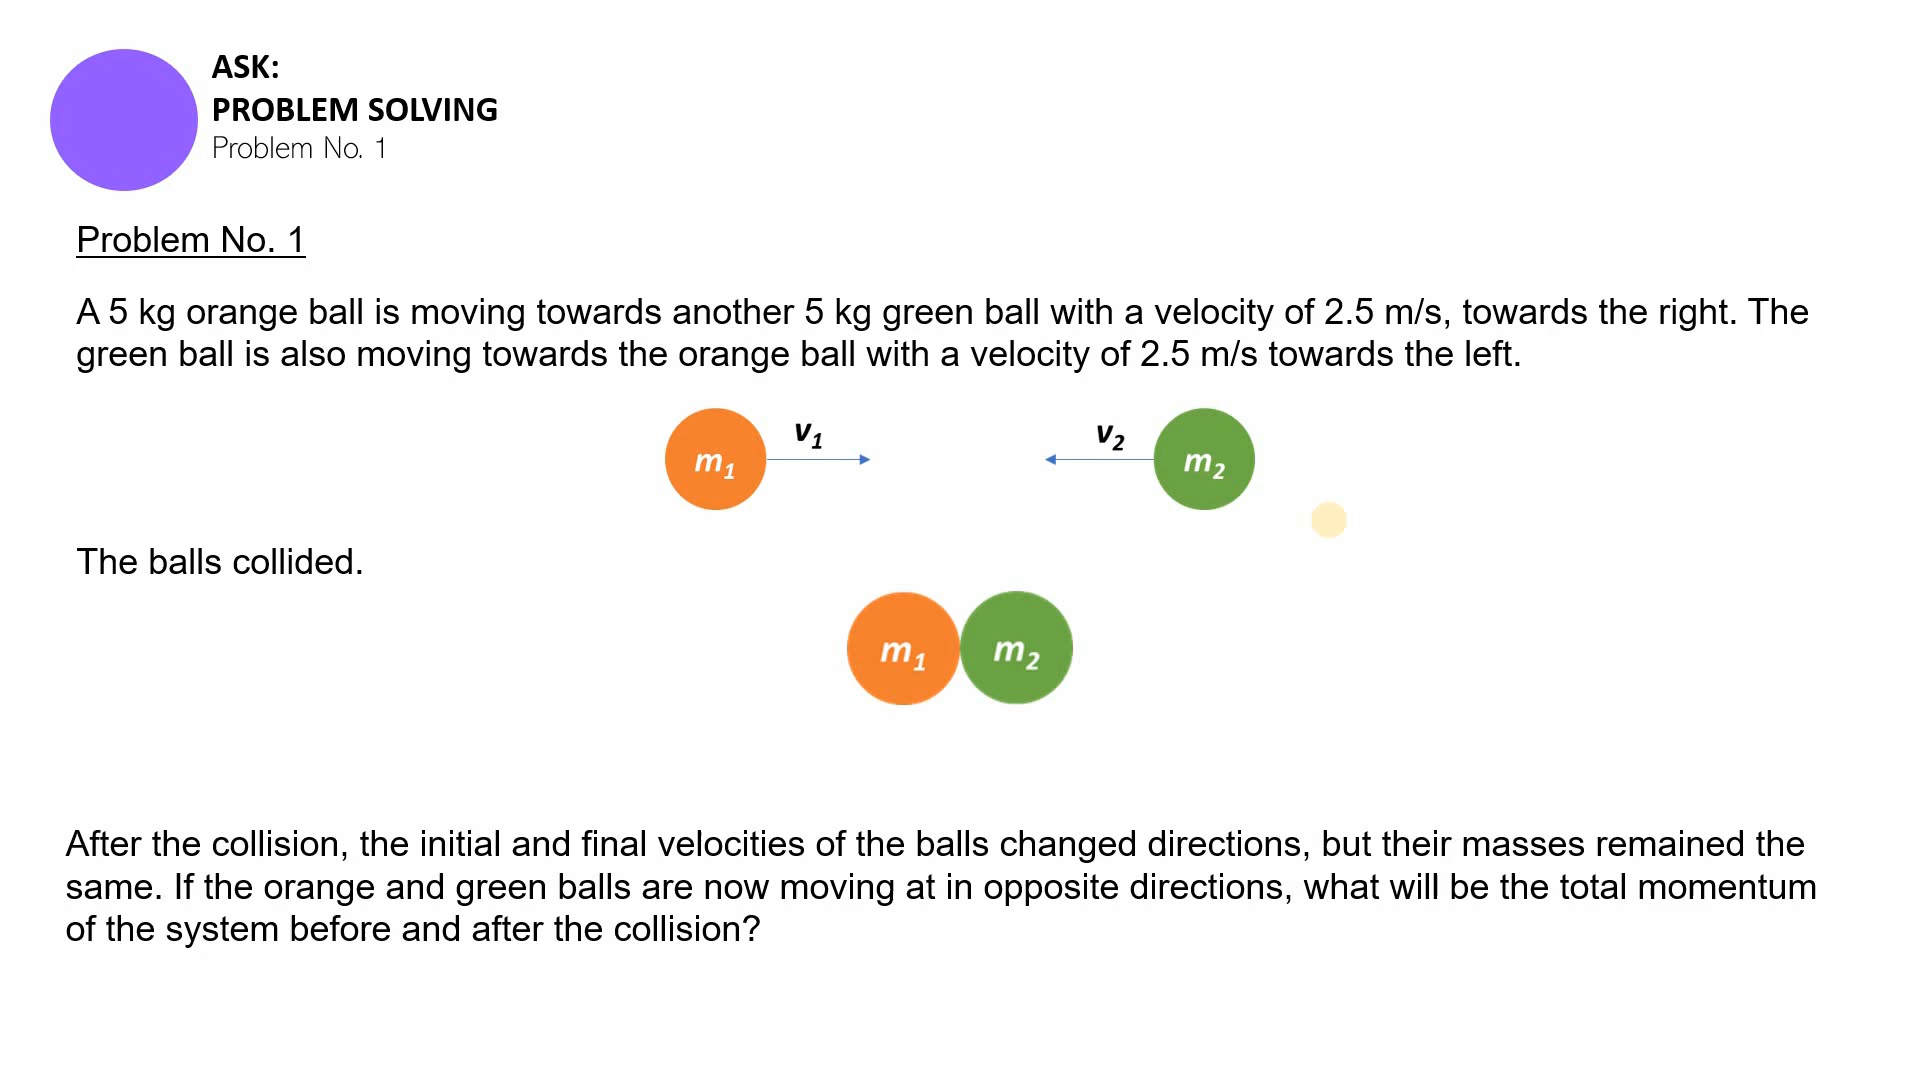 ASK:
PROBLEM SOLVING
Problem No. 1
Problem No. 1
A 5 kg orange ball is moving towards another 5 kg green ball with a velocity of 2.5 m/s, towards the right. The
green ball is also moving towards the orange ball with a velocity of 2.5 m/s towards the left.
m1 v1 v2 m2
The balls collided.
m1 m2
After the collision, the initial and final velocities of the balls changed directions, but their masses remained the
same. If the orange and green balls are now moving at in opposite directions, what will be the total momentum
of the system before and after the collision?